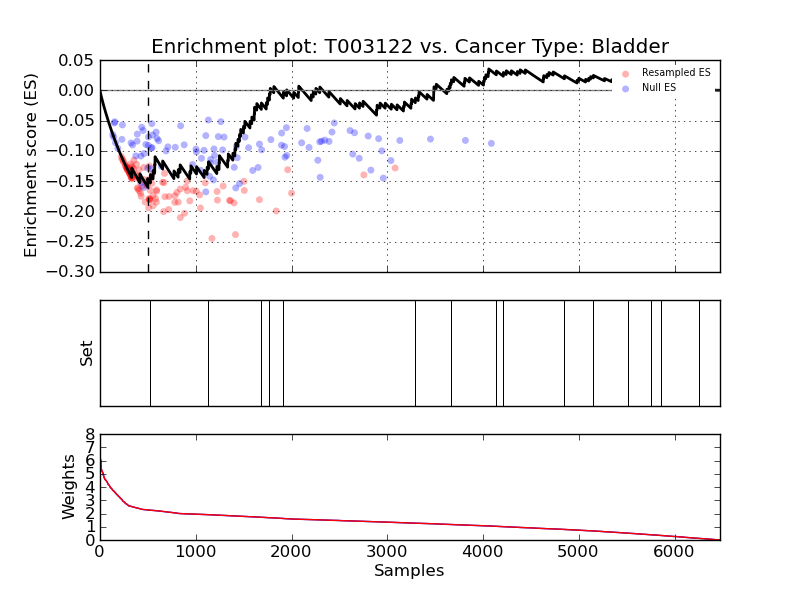 Enrichment plot: T003122 vs. Cancer Type: Bladder
Enrichment score (ES)
0.05
0.00
−0.05
−0.10
−0.15
−0.20
−0.25
−0.30
Resampled ES
Null ES
Set
Weights
8
7
6
5
4
3
2
1
0
0 1000 2000 3000 4000 5000 6000
Samples